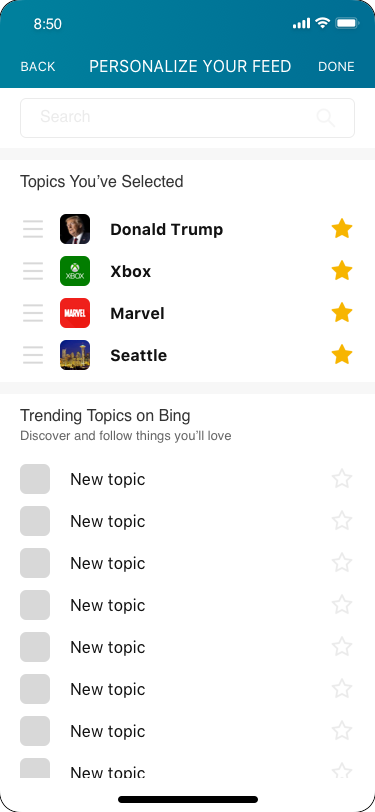 8:50
BACK PERSONALIZE YOUR FEED DONE
Search
Topics You’ve Selected
Donald Trump
XBOX
Xbox
MARVEL
Marvel
Seattle
Trending Topics on Bing
Discover and follow things you’ll love
New topic
New topic
New topic
New topic
New topic
New topic
New topic
New topic